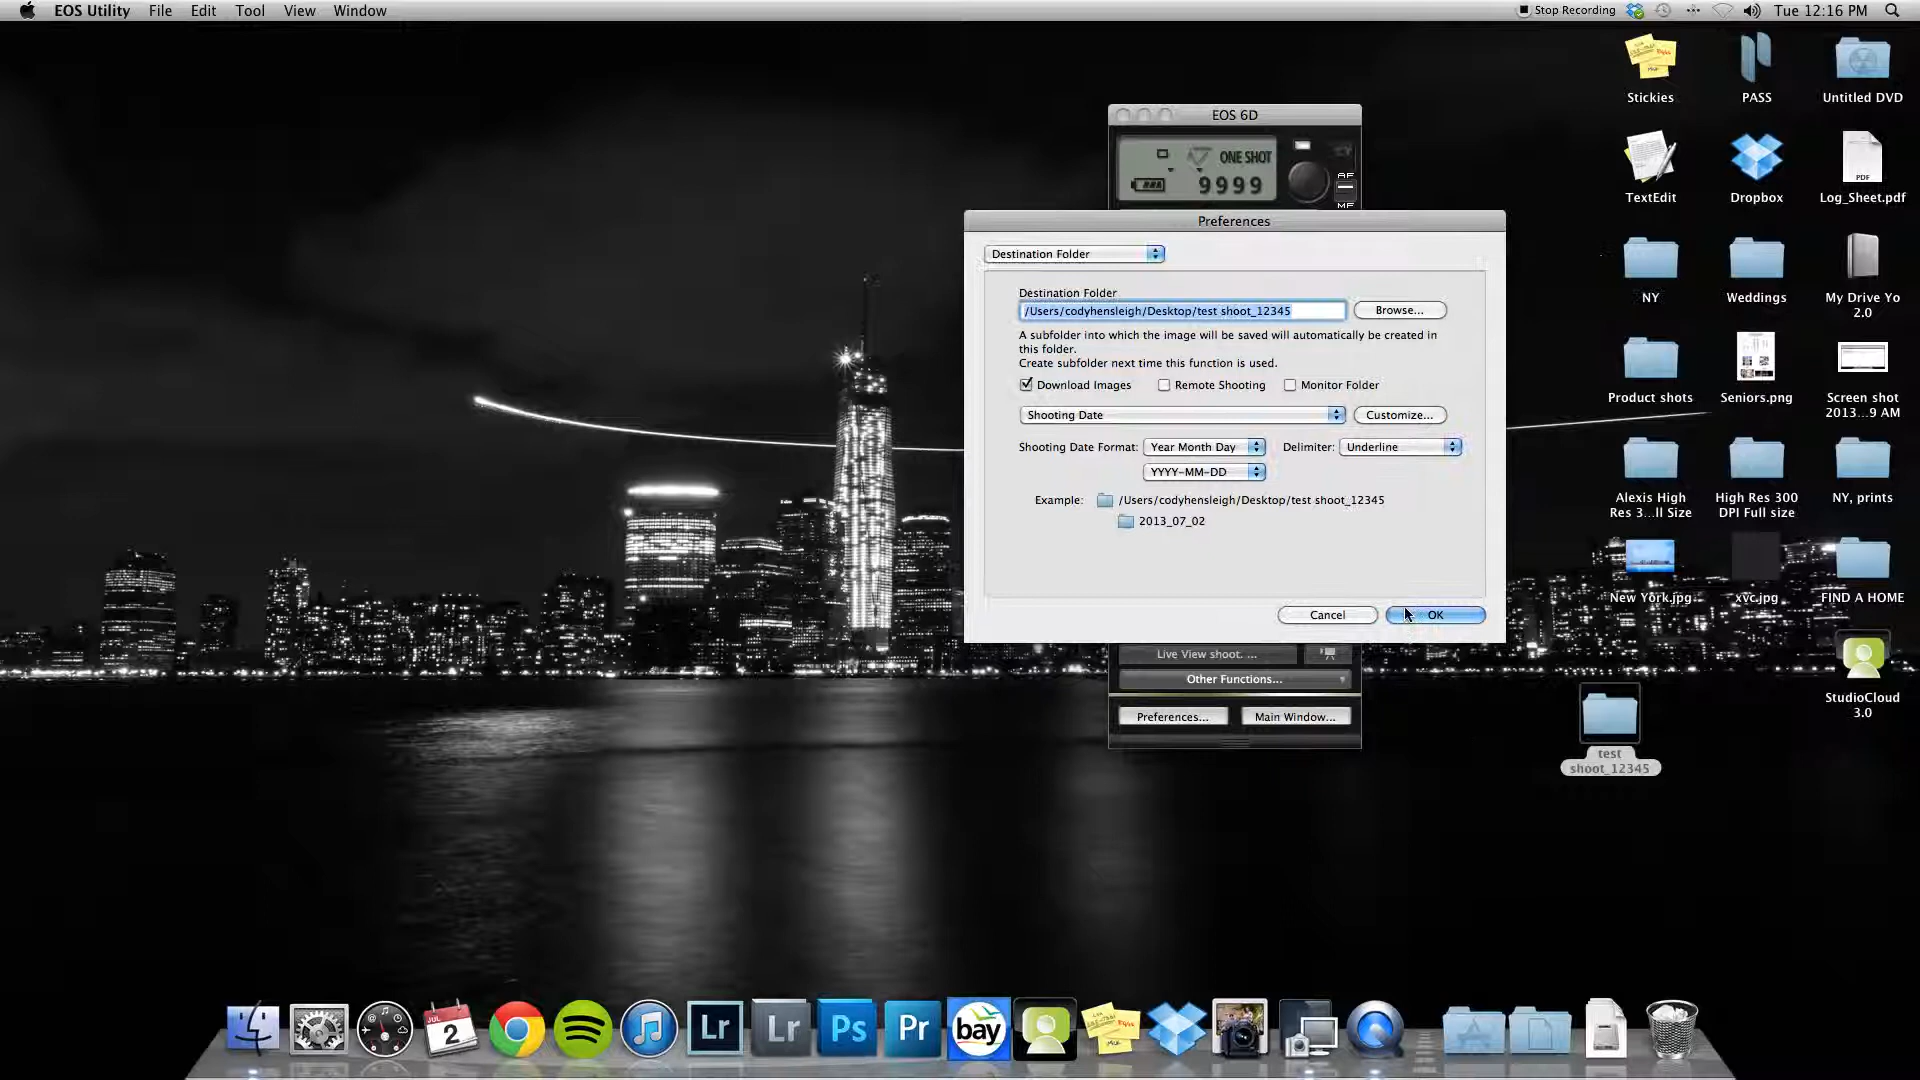 EOS Utility File Edit Tool View Window
Stop Recording Tue 12:16 PM
Stickies
PASS
Untitled DVD
TextEdit
Dropbox
PDF
Log_Sheet.pdf
NY
Weddings
My Drive Yo
2.0
Product shots
Seniors.png
Screen shot
2013...9 AM
Alexis High
Res 3...ll Size
High Res 300
DPI Full size
NY, prints
New York.jpg
xvc.jpg
FIND A HOME
StudioCloud
3.0
test
shoot_12345
EOS 6D
ONE SHOT
9999
AF
MF
Preferences
Destination Folder
Destination Folder
/Users/codyhensleigh/Desktop/test shoot_12345
Browse...
A subfolder into which the image will be saved will automatically be created in
this folder.
Create subfolder next time this function is used.
Download Images Remote Shooting Monitor Folder
Shooting Date Customize...
Shooting Date Format: Year Month Day Delimiter: Underline
YYYY-MM-DD
Example: /Users/codyhensleigh/Desktop/test shoot_12345
2013_07_02
Cancel OK
Live View shoot. ...
Other Functions...
Preferences... Main Window...
JUL
2
Lr
Lr
Ps
Pr
bay